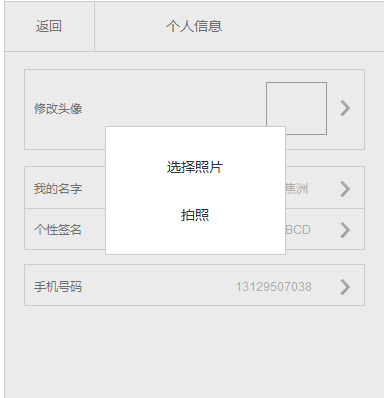 返回 个人信息
修改头像
选择照片
我的名字 焦洲
拍照
个性签名 BCD
手机号码 13129507038